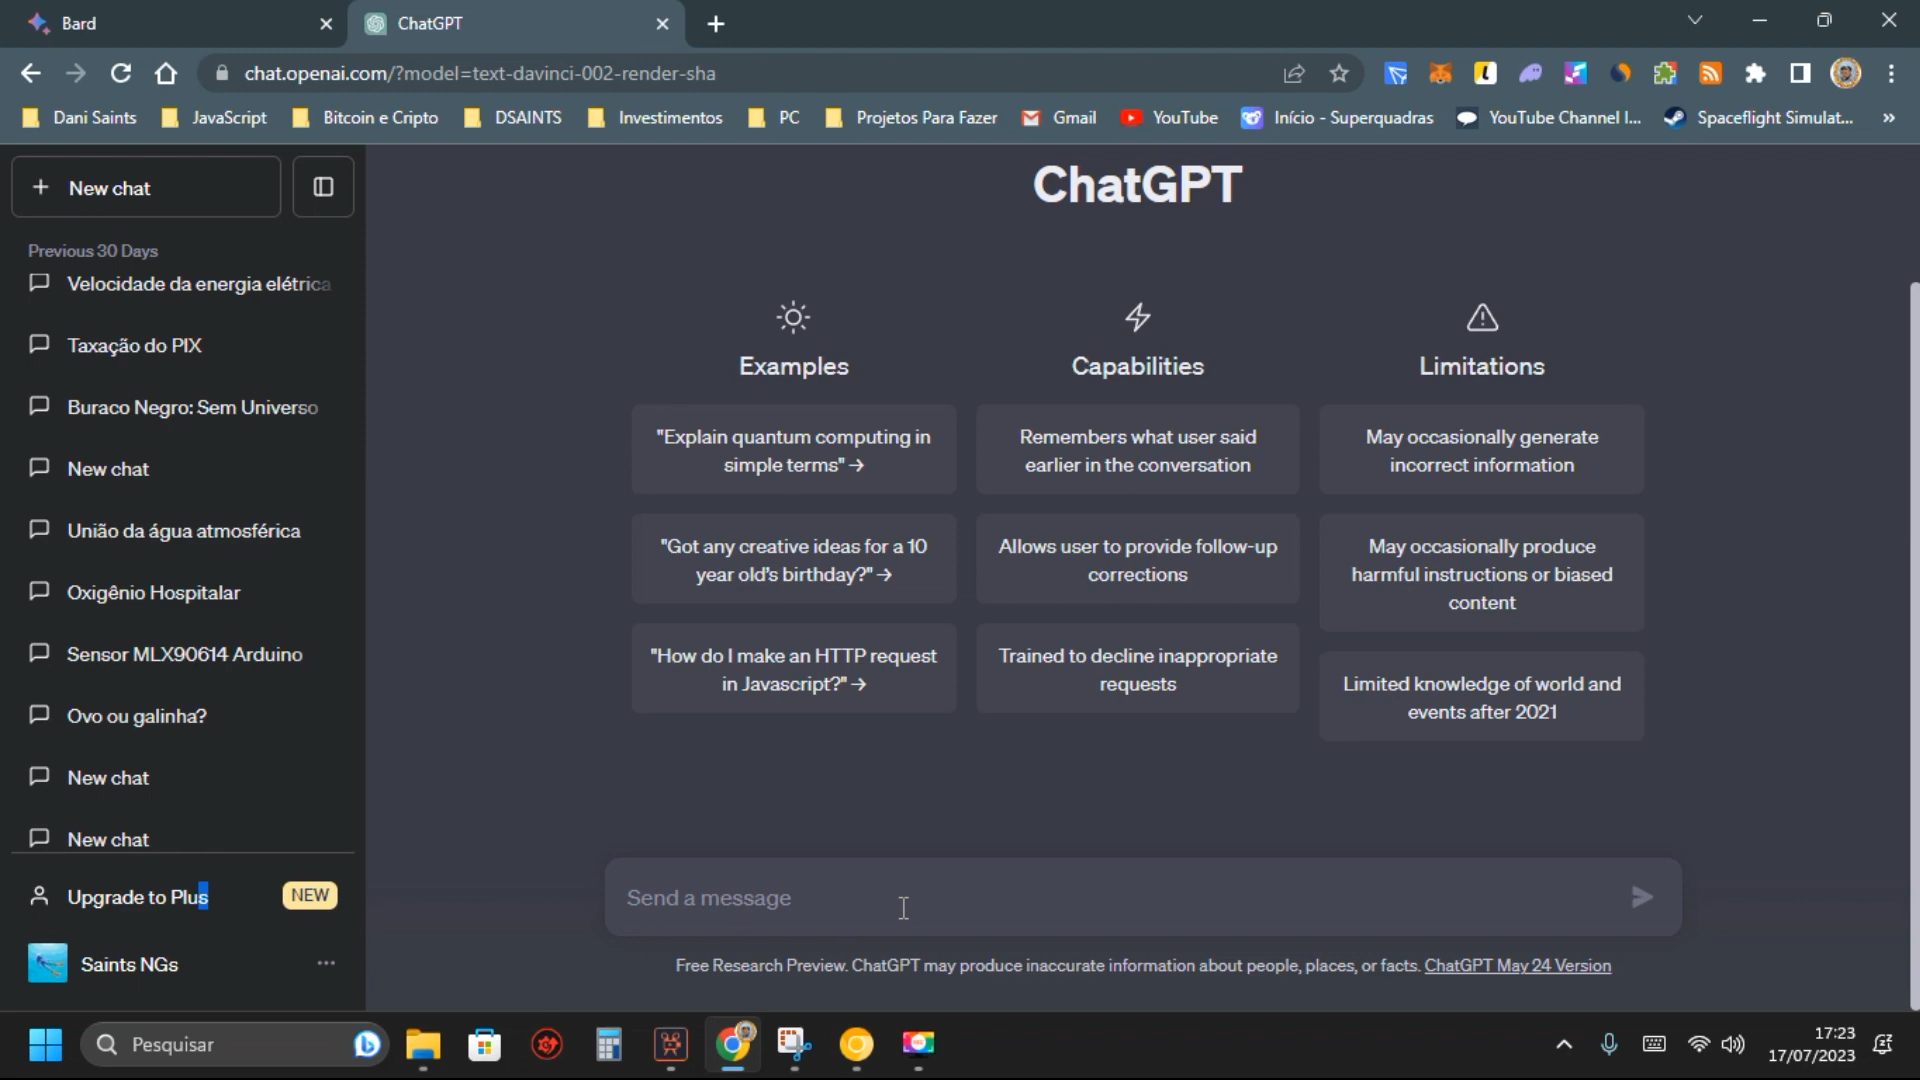 Bard
ChatGPT
chat.openai.com/?model=text-davinci-002-render-sha
Dani Saints
JavaScript
Bitcoin e Cripto
DSAINTS
Investimentos
PC
Projetos Para Fazer
Gmail
YouTube
Início - Superquadras
YouTube Channel I...
Spaceflight Simulat...
»
+ New chat
Previous 30 Days
Velocidade da energia elétrica
Taxação do PIX
Buraco Negro: Sem Universo
New chat
União da água atmosférica
Oxigênio Hospitalar
Sensor MLX90614 Arduino
Ovo ou galinha?
New chat
New chat
Upgrade to Plus
NEW
Saints NGs
ChatGPT
Examples
"Explain quantum computing in
simple terms" →
"Got any creative ideas for a 10
year old's birthday?" →
"How do I make an HTTP request
in Javascript?" →
Capabilities
Remembers what user said
earlier in the conversation
Allows user to provide follow-up
corrections
Trained to decline inappropriate
requests
Limitations
May occasionally generate
incorrect information
May occasionally produce
harmful instructions or biased
content
Limited knowledge of world and
events after 2021
Send a message
Free Research Preview. ChatGPT may produce inaccurate information about people, places, or facts. ChatGPT May 24 Version
Pesquisar
17:23
17/07/2023